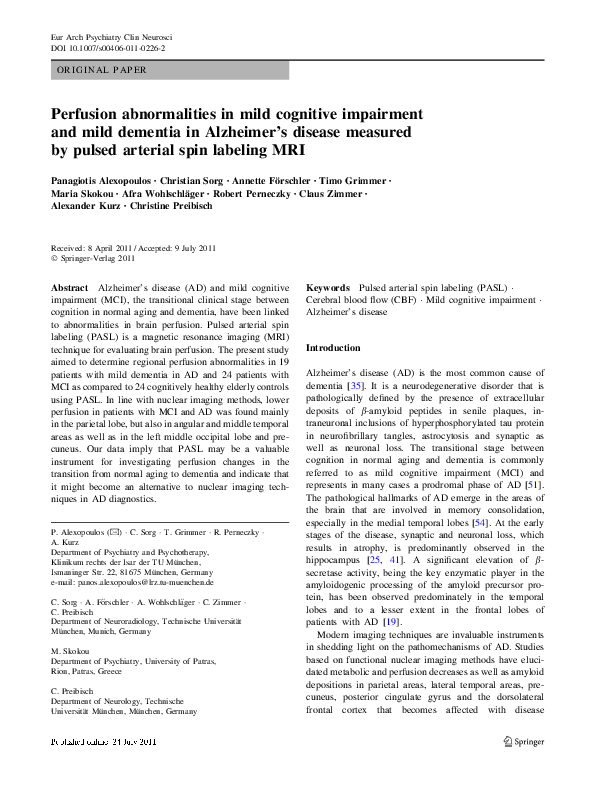 Eur Arch Psychiatry Clin Neurosci
DOI 10.1007/s00406-011-0226-2
ORIGINAL PAPER
Perfusion abnormalities in mild cognitive impairment
and mild dementia in Alzheimer's disease measured
by pulsed arterial spin labeling MRI
Panagiotis Alexopoulos · Christian Sorg · Annette Förschler · Timo Grimmer ·
Maria Skokou · Afra Wohlschläger · Robert Perneczky · Claus Zimmer ·
Alexander Kurz · Christine Preibisch
Received: 8 April 2011 / Accepted: 9 July 2011
© Springer-Verlag 2011
Abstract Alzheimer's disease (AD) and mild cognitive
impairment (MCI), the transitional clinical stage between
cognition in normal aging and dementia, have been linked
to abnormalities in brain perfusion. Pulsed arterial spin
labeling (PASL) is a magnetic resonance imaging (MRI)
technique for evaluating brain perfusion. The present study
aimed to determine regional perfusion abnormalities in 19
patients with mild dementia in AD and 24 patients with
MCI as compared to 24 cognitively healthy elderly controls
using PASL. In line with nuclear imaging methods, lower
perfusion in patients with MCI and AD was found mainly
in the parietal lobe, but also in angular and middle temporal
areas as well as in the left middle occipital lobe and pre-
cuneus. Our data imply that PASL may be a valuable
instrument for investigating perfusion changes in the
transition from normal aging to dementia and indicate that
it might become an alternative to nuclear imaging tech-
niques in AD diagnostics.
P. Alexopoulos (✉) · C. Sorg · T. Grimmer · R. Perneczky ·
A. Kurz
Department of Psychiatry and Psychotherapy,
Klinikum rechts der Isar der TU München,
Ismaninger Str. 22, 81675 München, Germany
e-mail: panos.alexopoulos@lrz.tu-muenchen.de
C. Sorg · A. Förschler · A. Wohlschläger · C. Zimmer ·
C. Preibisch
Department of Neuroradiology, Technische Universität
München, Munich, Germany
M. Skokou
Department of Psychiatry, University of Patras,
Rion, Patras, Greece
C. Preibisch
Department of Neurology, Technische
Universität München, München, Germany
Keywords Pulsed arterial spin labeling (PASL) ·
Cerebral blood flow (CBF) · Mild cognitive impairment ·
Alzheimer's disease
Introduction
Alzheimer's disease (AD) is the most common cause of
dementia [35]. It is a neurodegenerative disorder that is
pathologically defined by the presence of extracellular
deposits of β-amyloid peptides in senile plaques, in-
traneuronal inclusions of hyperphosphorylated tau protein
in neurofibrillary tangles, astrocytosis and synaptic as
well as neuronal loss. The transitional stage between
cognition in normal aging and dementia is commonly
referred to as mild cognitive impairment (MCI) and
represents in many cases a prodromal phase of AD [51].
The pathological hallmarks of AD emerge in the areas of
the brain that are involved in memory consolidation,
especially in the medial temporal lobes [54]. At the early
stages of the disease, synaptic and neuronal loss, which
results in atrophy, is predominantly observed in the
hippocampus [25, 41]. A significant elevation of β-
secretase activity, being the key enzymatic player in the
amyloidogenic processing of the amyloid precursor pro-
tein, has been observed predominately in the temporal
lobes and to a lesser extent in the frontal lobes of
patients with AD [19].
Modern imaging techniques are invaluable instruments
in shedding light on the pathomechanisms of AD. Studies
based on functional nuclear imaging methods have eluci-
dated metabolic and perfusion decreases as well as amyloid
depositions in parietal areas, lateral temporal areas, pre-
cuneus, posterior cingulate gyrus and the dorsolateral
frontal cortex that becomes affected with disease
Published online: 24 July 2011
Springer